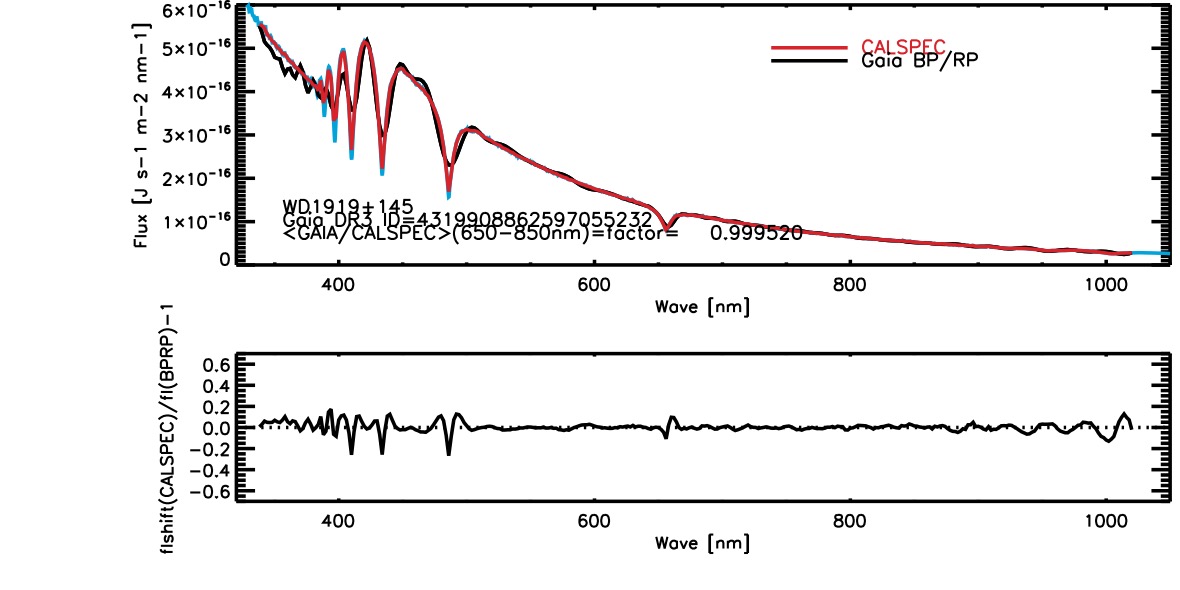 6×10−16
5×10−16
4×10−16
3×10−16
2×10−16
1×10−16
0
Flux [J s−1 m−2 nm−1]
CALSPEC
Gaia BP/RP
WD1919+145
Gaia DR3 ID=4319908862597055232
<GAIA/CALSPEC>(650−850nm)=factor= 0.999520
400 600 800 1000
Wave [nm]
flshift(CALSPEC)/fl(BPRP)−1
0.6
0.4
0.2
0.0
−0.2
−0.4
−0.6
400 600 800 1000
Wave [nm]